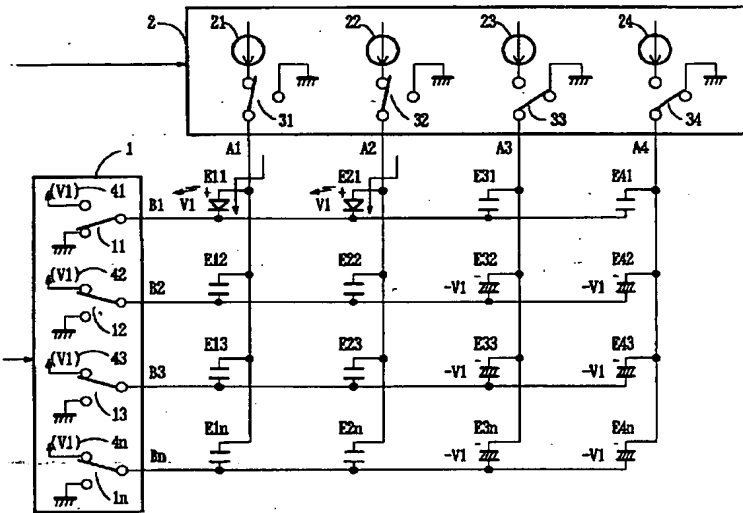 2 21 22 23 24
31 32 33 34
1 A1 A2 A3 A4
(V1) 41 E11 E21 E31 E41
+ +
B1 V1 V1
11
(V1) 42 B2 E12 E22 E32 E42
-V1 -V1
12
(V1) 43 B3 E13 E23 E33 E43
-V1 -V1
13
(V1) 4n Bn E1n E2n E3n E4n
-V1 -V1
1n